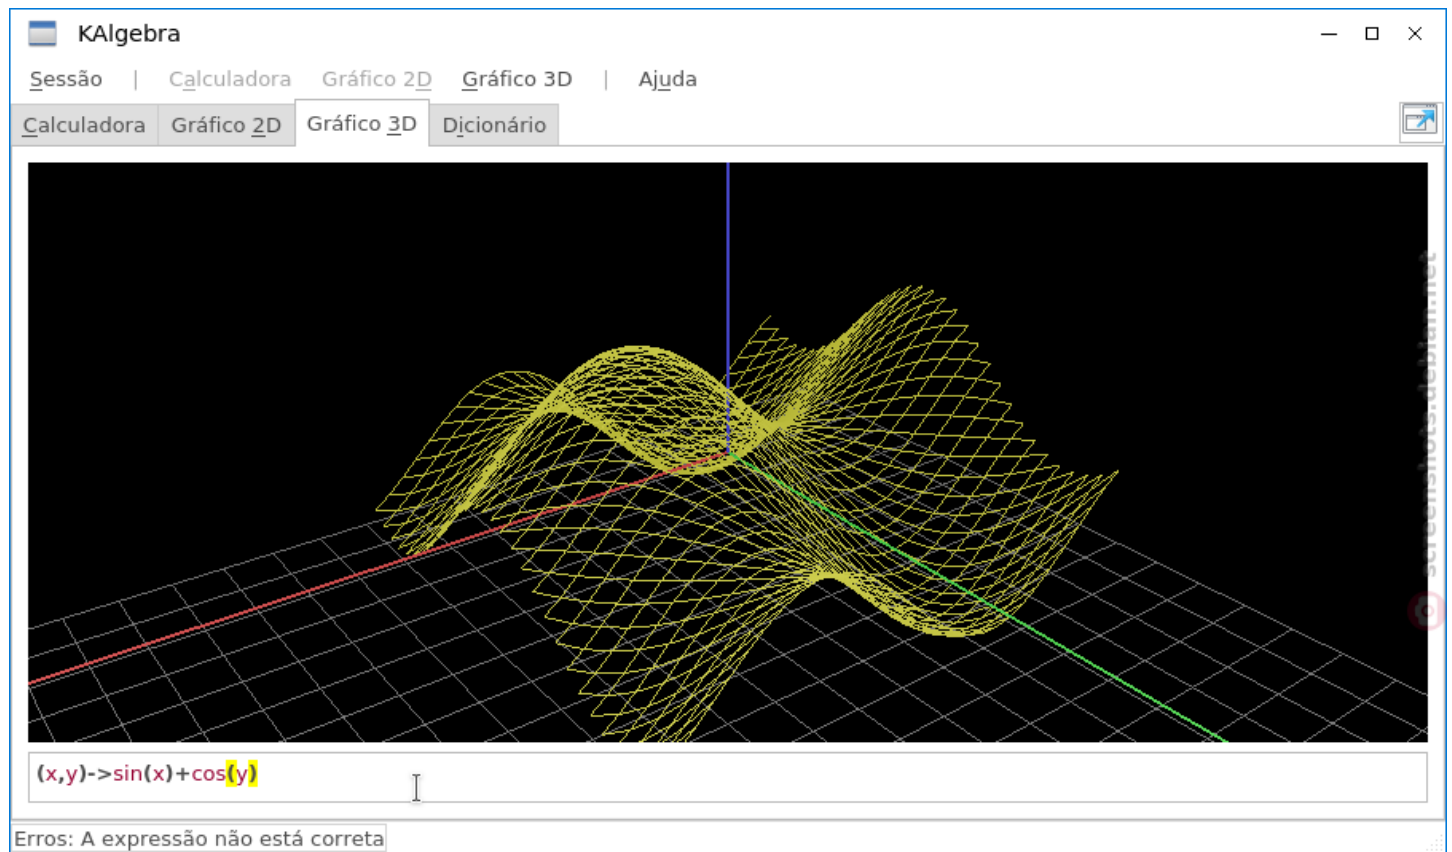 KAlgebra
Sessão | Calculadora Gráfico 2D Gráfico 3D | Ajuda
Calculadora Gráfico 2D Gráfico 3D Dicionário
screenshots.debian.net
(x,y)->sin(x)+cos(y)
Erros: A expressão não está correta